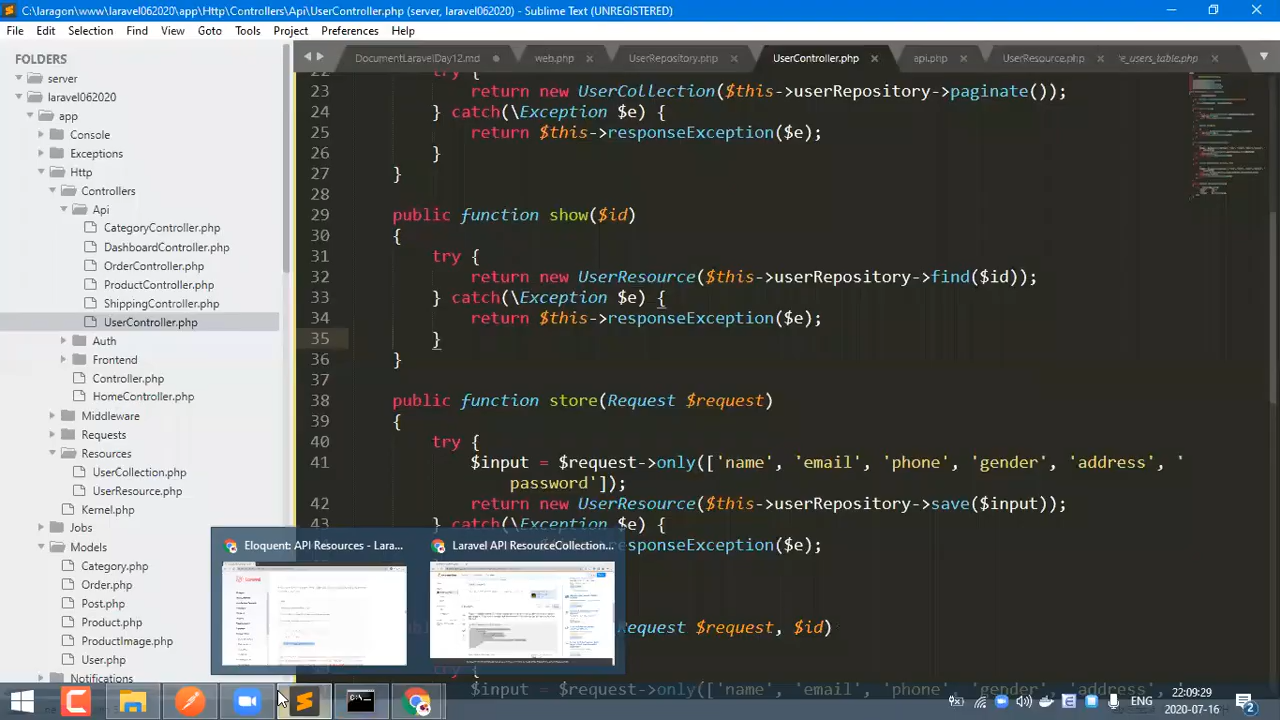 C:\laragon\www\laravel062020\app\Http\Controllers\Api\UserController.php (server, laravel062020) - Sublime Text (UNREGISTERED)
File Edit Selection Find View Goto Tools Project Preferences Help
FOLDERS
server
laravel062020
app
Console
Exceptions
Http
Controllers
Api
CategoryController.php
DashboardController.php
OrderController.php
ProductController.php
ShippingController.php
UserController.php
Auth
Frontend
Controller.php
HomeController.php
Middleware
Requests
Resources
UserCollection.php
UserResource.php
Kernel.php
Jobs
Models
Category.php
Order.php
Post.php
Product.php
ProductImage.php
User.php
Notifications
DocumentLaravelDay12.md web.php UserRepository.php UserController.php api.php UserResource.php e_users_table.php
22 try {
23 return new UserCollection($this->userRepository->paginate());
24 } catch(\Exception $e) {
25 return $this->responseException($e);
26 }
27 }
28
29 public function show($id)
30 {
31 try {
32 return new UserResource($this->userRepository->find($id));
33 } catch(\Exception $e) {
34 return $this->responseException($e);
35 }
36 }
37
38 public function store(Request $request)
39 {
40 try {
41 $input = $request->only(['name', 'email', 'phone', 'gender', 'address', '
password']);
42 return new UserResource($this->userRepository->save($input));
43 } catch(\Exception $e) {
responseException($e);
Request $request, $id)
try {
$input = $request->only(['name', 'email', 'phone', 'gender', 'address', '
Eloquent: API Resources - Lara...
Laravel API ResourceCollection...
ENG
22:09:29
2020-07-16
2